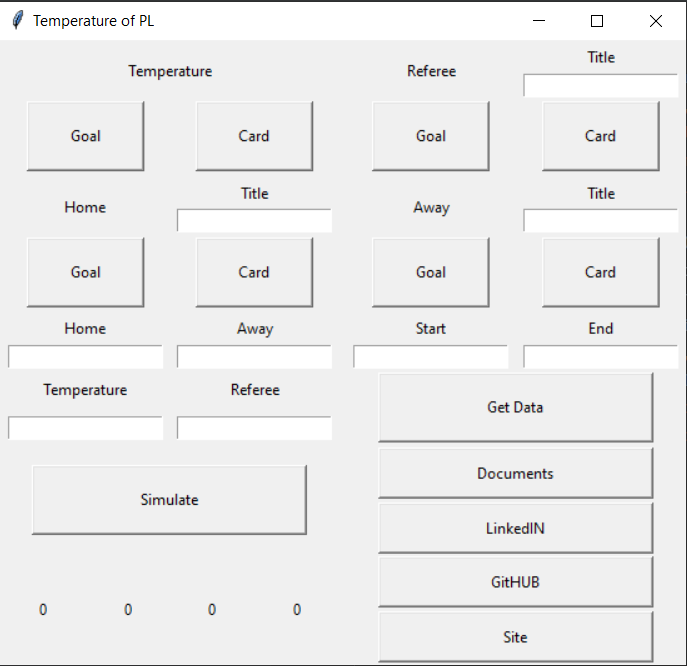 Temperature of PL
Temperature Referee Title
Goal Card Goal Card
Home Title Away Title
Goal Card Goal Card
Home Away Start End
Temperature Referee
Get Data
Documents
Simulate
LinkedIN
GitHUB
0 0 0 0
Site